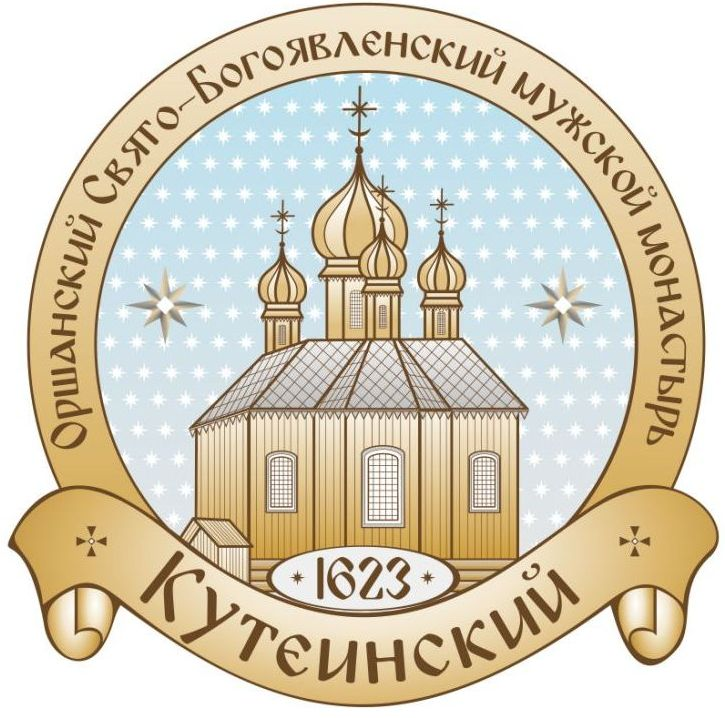 Оршанский Свято-Богоявленский мужской монастырь
1623
Кутеинский